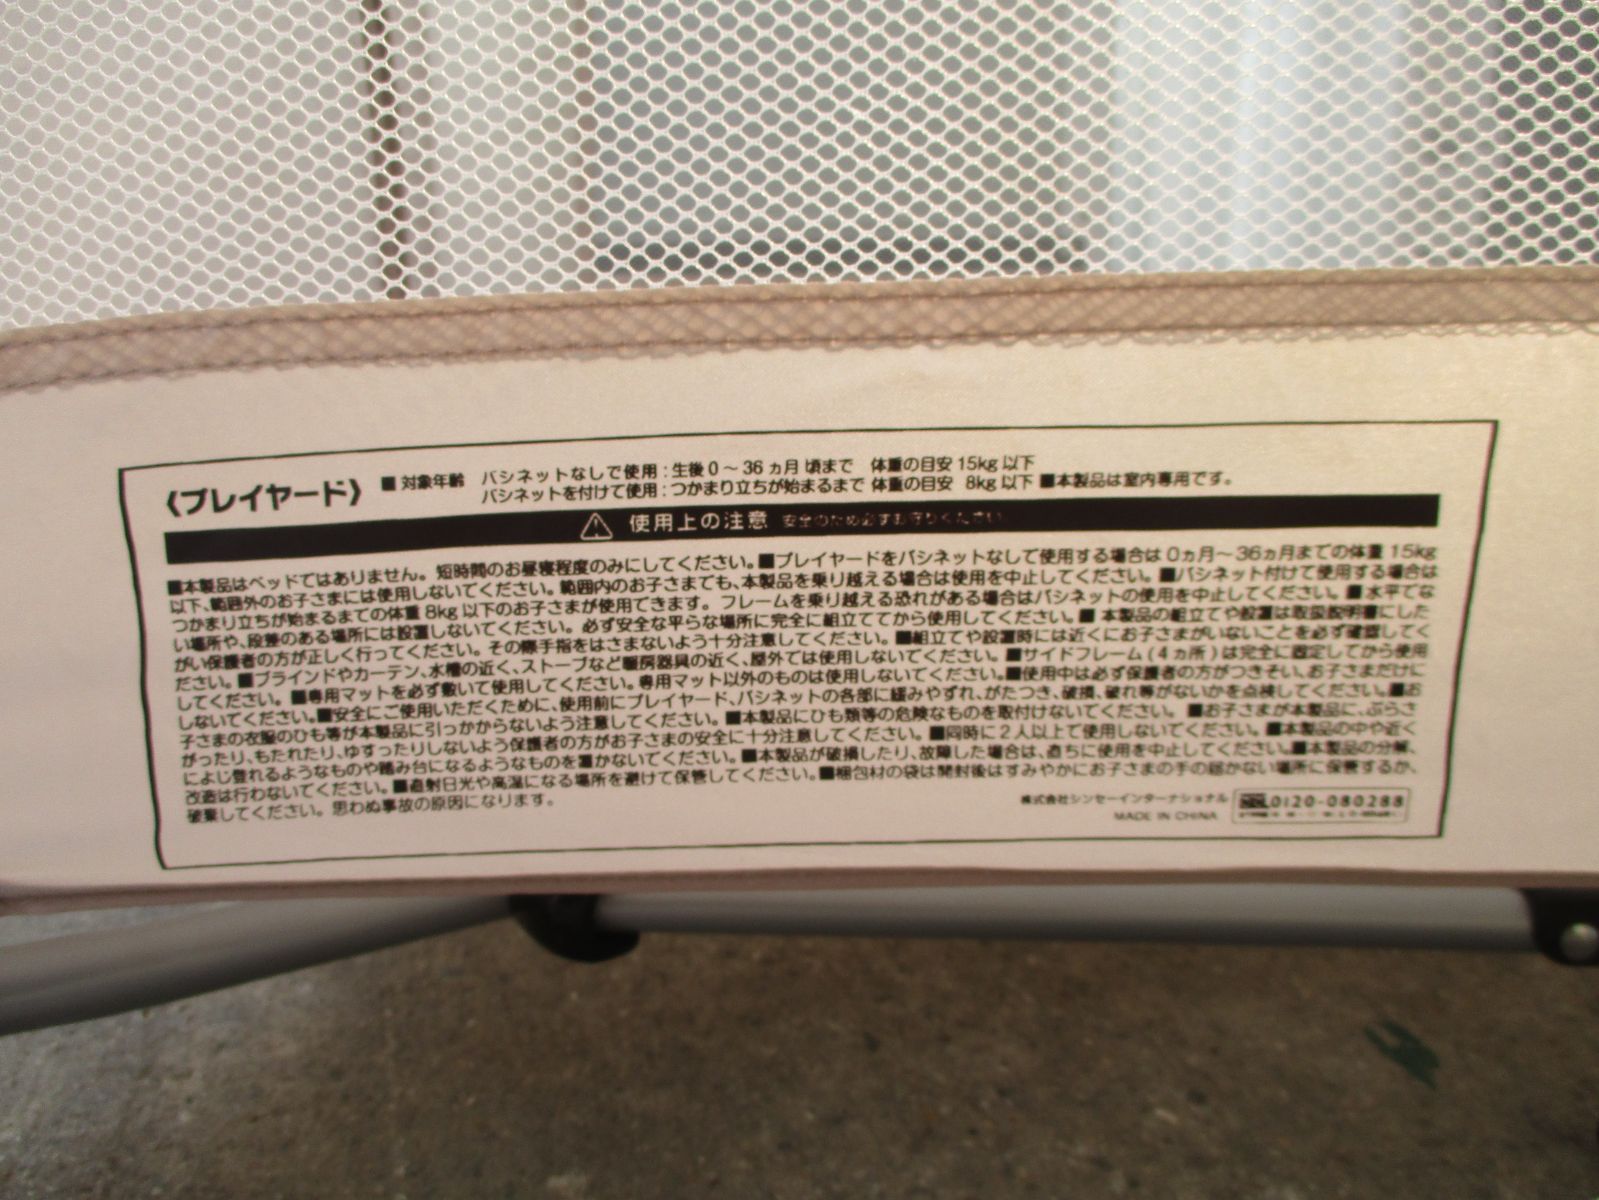 〈プレイヤード〉 ■対象年齢 バシネットなしで使用：生後0～36ヵ月頃まで 体重の目安15kg以下
バシネットを付けて使用：つかまり立ちが始まるまで 体重の目安 8kg以下 ■本製品は室内専用です。
⚠ 使用上の注意 安全のため必ずお守りください
■本製品はベッドではありません。短時間のお昼寝程度のみにしてください。■プレイヤードをバシネットなしで使用する場合は0ヵ月～36ヵ月までの体重15kg
以下、範囲外のお子さまには使用しないでください。範囲内のお子さまでも、本製品を乗り越える場合は使用を中止してください。■バシネット付けて使用する場合は
つかまり立ちが始まるまでの体重8kg以下のお子さまが使用できます。フレームを乗り越える恐れがある場合はバシネットの使用を中止してください。■水平でな
い場所や、段差のある場所には設置しないでください。必ず安全な平らな場所に完全に組立ててから使用してください。■本製品の組立てや設置は取扱説明書にした
がい保護者の方が正しく行ってください。その際手指をはさまないよう十分注意してください。■組立てや設置時には近くにお子さまがいないことを必ず確認してく
ださい。■ブラインドやカーテン、水槽の近く、ストーブなど暖房器具の近く、屋外では使用しないでください。■サイドフレーム(4ヵ所)は完全に固定してから使用
してください。■専用マットを必ず敷いて使用してください。専用マット以外のものは使用しないでください。■使用中は必ず保護者の方がつきそい、お子さまだけに
しないでください。■安全にご使用いただくために、使用前にプレイヤード、バシネットの各部に緩みやずれ、がたつき、破損、破れ等がないかを点検してください。■お
子さまの衣服のひも等が本製品に引っかからないよう注意してください。■本製品にひも類等の危険なものを取付けないでください。■お子さまが本製品に、ぶらさ
がったり、もたれたり、ゆすったりしないよう保護者の方がお子さまの安全に十分注意してください。■同時に2人以上で使用しないでください。■本製品の中や近く
によじ登れるようなものや踏み台になるようなものを置かないでください。■本製品が破損したり、故障した場合は、直ちに使用を中止してください。■本製品の分解、
改造は行わないでください。■直射日光や高温になる場所を避けて保管してください。■梱包材の袋は開封後はすみやかにお子さまの手の届かない場所に保管するか、
破棄してください。思わぬ事故の原因になります。
株式会社シンセーインターナショナル
MADE IN CHINA
0120-080288